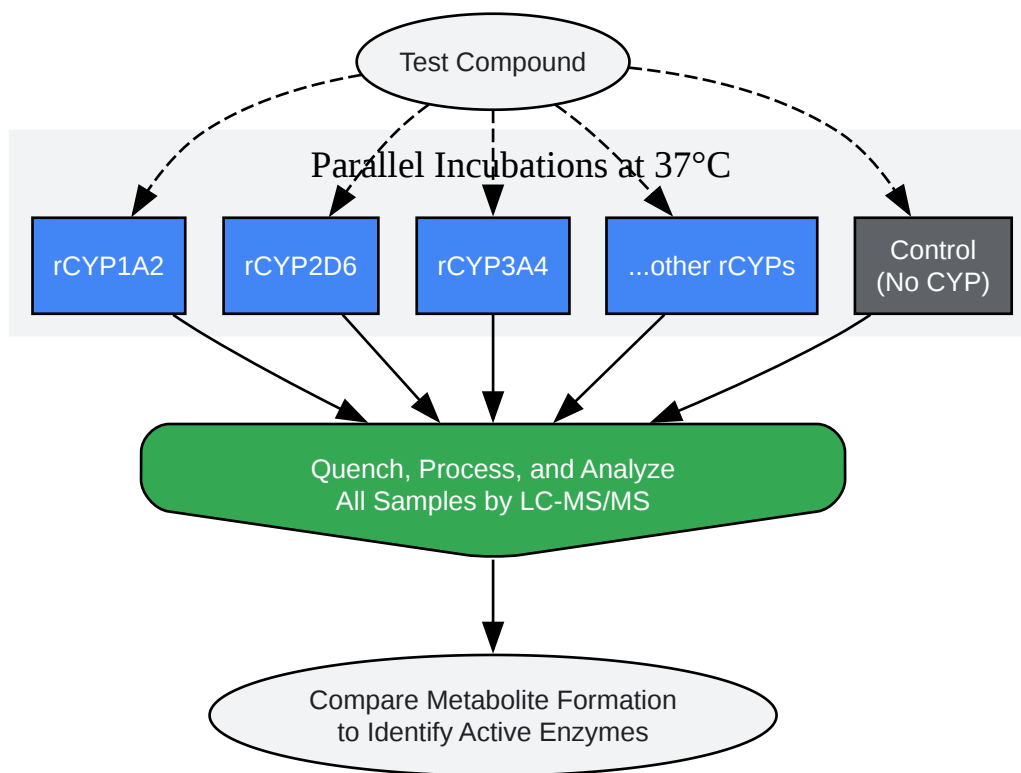 Test Compound
Parallel Incubations at 37°C
rCYP1A2
rCYP2D6
rCYP3A4
...other rCYPs
Control
(No CYP)
Quench, Process, and Analyze
All Samples by LC-MS/MS
Compare Metabolite Formation
to Identify Active Enzymes